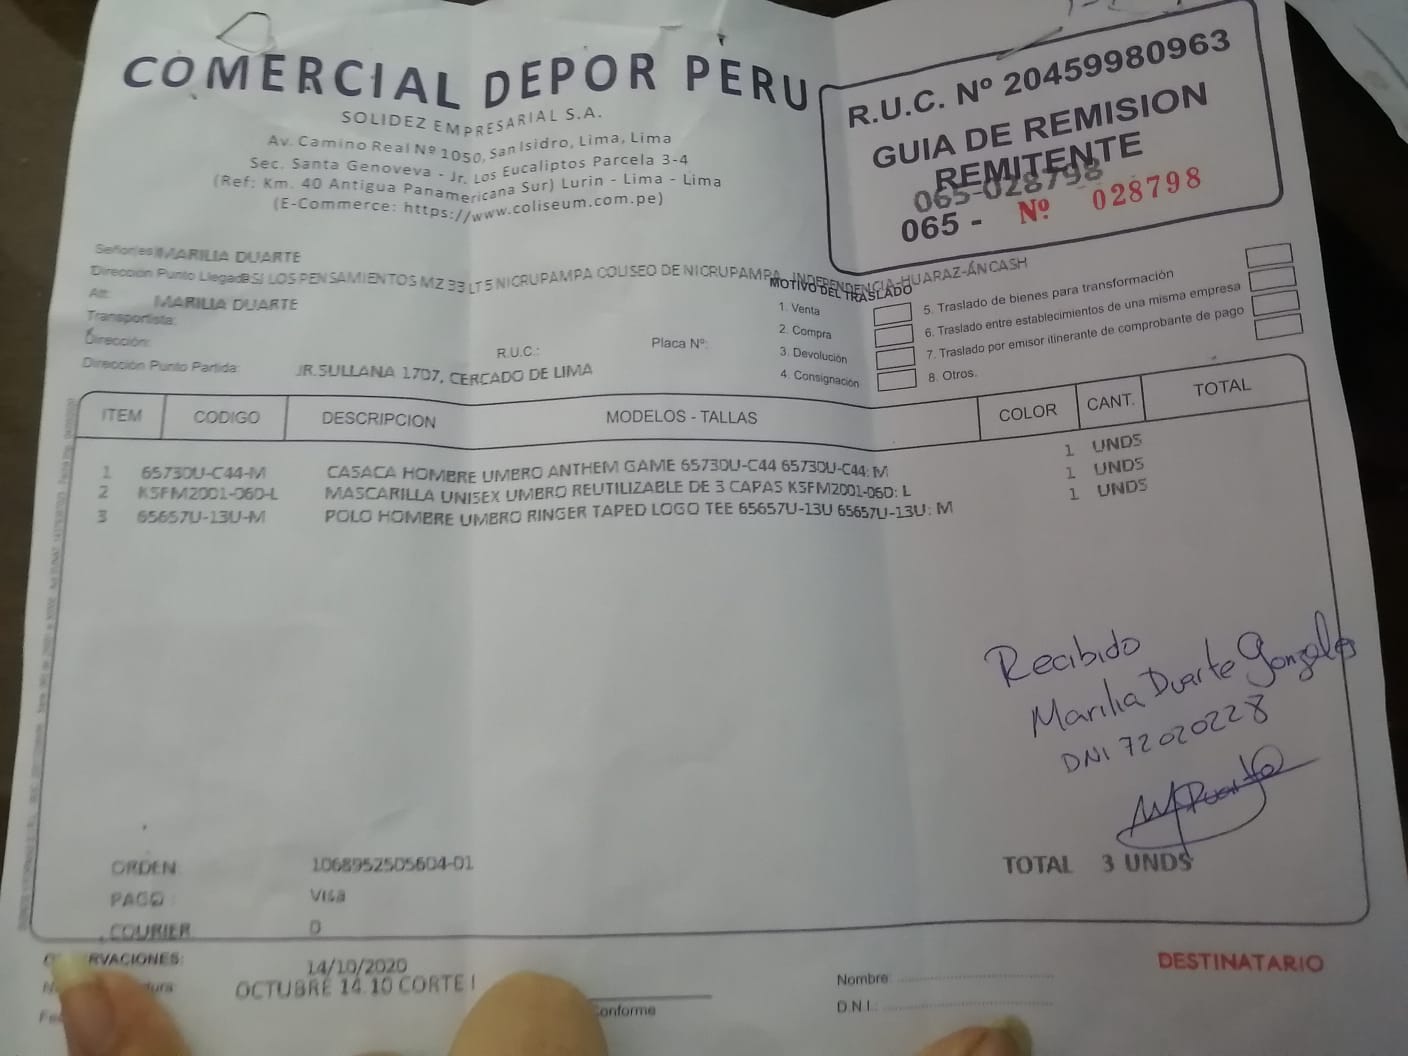 COMERCIAL DEPOR PERU
SOLIDEZ EMPRESARIAL S.A.
Av. Camino Real Nº 1050, San Isidro, Lima, Lima
Sec. Santa Genoveva - Jr. Los Eucaliptos Parcela 3-4
(Ref: Km. 40 Antigua Panamericana Sur) Lurin - Lima - Lima
(E-Commerce: https://www.coliseum.com.pe)
R.U.C. Nº 20459980963
GUIA DE REMISION
REMITENTE
065-028798
065 - Nº 028798
Señor(es) MARILIA DUARTE
Dirección Punto Llegada LOS PENSAMIENTOS MZ 33 LT 5 NICRUPAMPA COLISEO DE NICRUPAMPA INDEPENDENCIA-HUARAZ-ÁNCASH
Att: MARILIA DUARTE
Transportista:
Dirección: R.U.C.: Placa Nº:
Dirección Punto Partida: JR.SULLANA 1707, CERCADO DE LIMA
MOTIVO DEL TRASLADO
1. Venta
2. Compra
3. Devolución
4. Consignación
5. Traslado de bienes para transformación
6. Traslado entre establecimientos de una misma empresa
7. Traslado por emisor itinerante de comprobante de pago
8. Otros.
ITEM CODIGO DESCRIPCION MODELOS - TALLAS COLOR CANT. TOTAL
1 65730U-C44-M CASACA HOMBRE UMBRO ANTHEM GAME 65730U-C44 65730U-C44: M 1 UNDS
2 KSFM2001-06D-L MASCARILLA UNISEX UMBRO REUTILIZABLE DE 3 CAPAS KSFM2001-06D: L 1 UNDS
3 65657U-13U-M POLO HOMBRE UMBRO RINGER TAPED LOGO TEE 65657U-13U 65657U-13U: M 1 UNDS
Recibido
Marilia Duarte Gonzales
DNI 72020228
ORDEN: 1068952505604-01
TOTAL 3 UNDS
PAGO : Visa
COURIER 0
RVACIONES:
14/10/2020
OCTUBRE 14.10 CORTE I
Conforme
Nombre:
D.N.I.:
DESTINATARIO